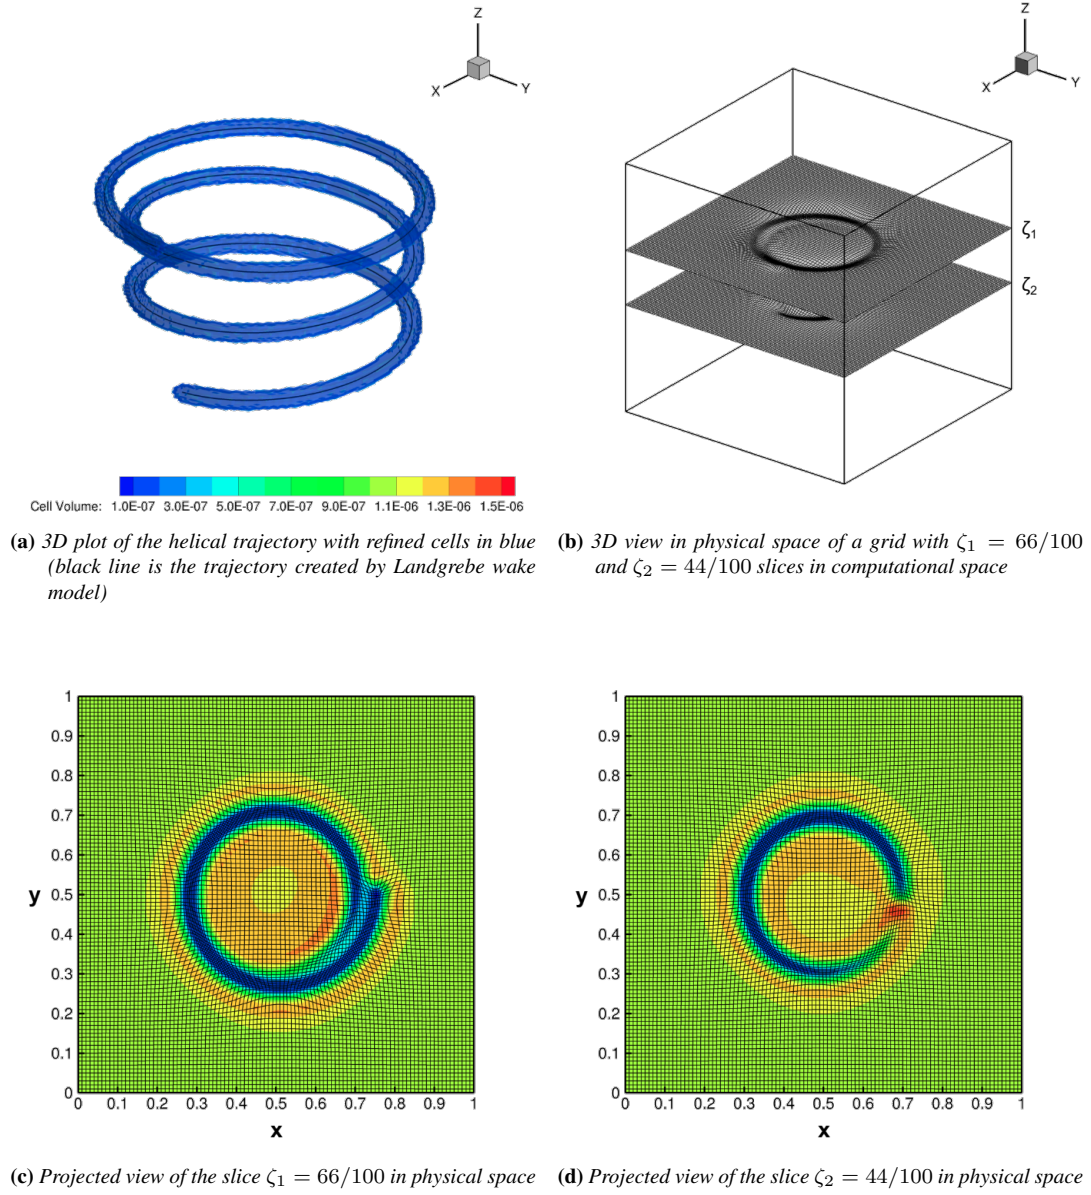 Z
X
Y
Z
X
Y
ζ1
ζ2
Cell Volume: 1.0E-07 3.0E-07 5.0E-07 7.0E-07 9.0E-07 1.1E-06 1.3E-06 1.5E-06
(a) 3D plot of the helical trajectory with refined cells in blue
(black line is the trajectory created by Landgrebe wake
model)
(b) 3D view in physical space of a grid with ζ1 = 66/100
and ζ2 = 44/100 slices in computational space
1
0.9
0.8
0.7
0.6
y
0.5
0.4
0.3
0.2
0.1
0
0 0.1 0.2 0.3 0.4 0.5 0.6 0.7 0.8 0.9 1
x
(c) Projected view of the slice ζ1 = 66/100 in physical space
1
0.9
0.8
0.7
0.6
y
0.5
0.4
0.3
0.2
0.1
0
0 0.1 0.2 0.3 0.4 0.5 0.6 0.7 0.8 0.9 1
x
(d) Projected view of the slice ζ2 = 44/100 in physical space